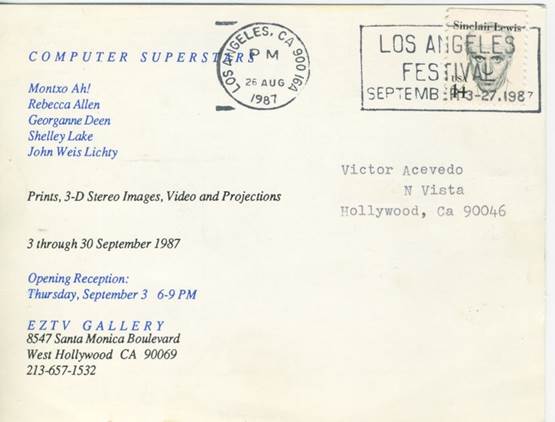 COMPUTER SUPERSTARS
Montxo Ah!
Rebecca Allen
Georganne Deen
Shelley Lake
John Weis Lichty
Prints, 3-D Stereo Images, Video and Projections
3 through 30 September 1987
Opening Reception:
Thursday, September 3 6-9 PM
EZTV GALLERY
8547 Santa Monica Boulevard
West Hollywood CA 90069
213-657-1532
LOS ANGELES, CA 900 16A
PM
26 AUG
1987
Sinclair Lewis
LOS ANGELES
FESTIVAL
SEPTEMBER 3-27, 1987
Victor Acevedo
N Vista
Hollywood, Ca 90046